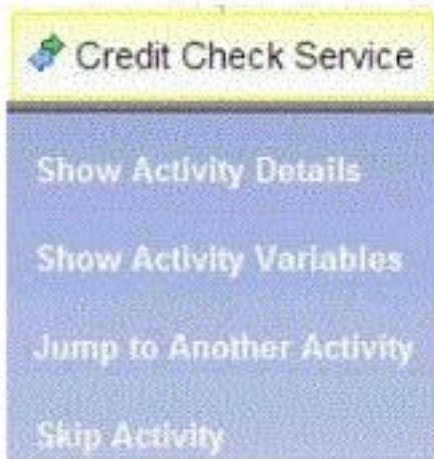 Credit Check Service
Show Activity Details
Show Activity Variables
Jump to Another Activity
Skip Activity